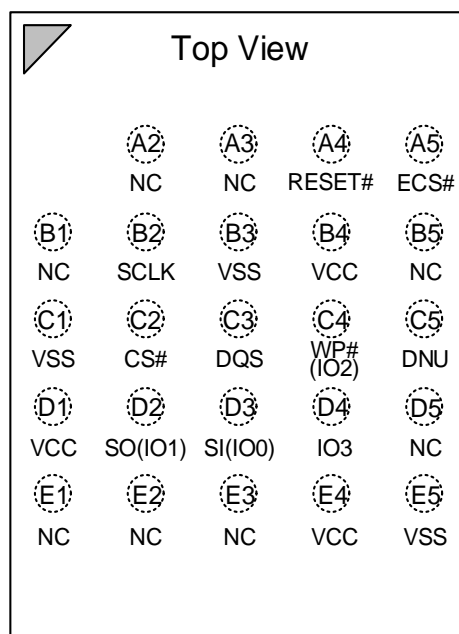 Top View
A2 A3 A4 A5
NC NC RESET# ECS#
B1 B2 B3 B4 B5
NC SCLK VSS VCC NC
C1 C2 C3 C4 C5
VSS CS# DQS WP# (IO2) DNU
D1 D2 D3 D4 D5
VCC SO(IO1) SI(IO0) IO3 NC
E1 E2 E3 E4 E5
NC NC NC VCC VSS